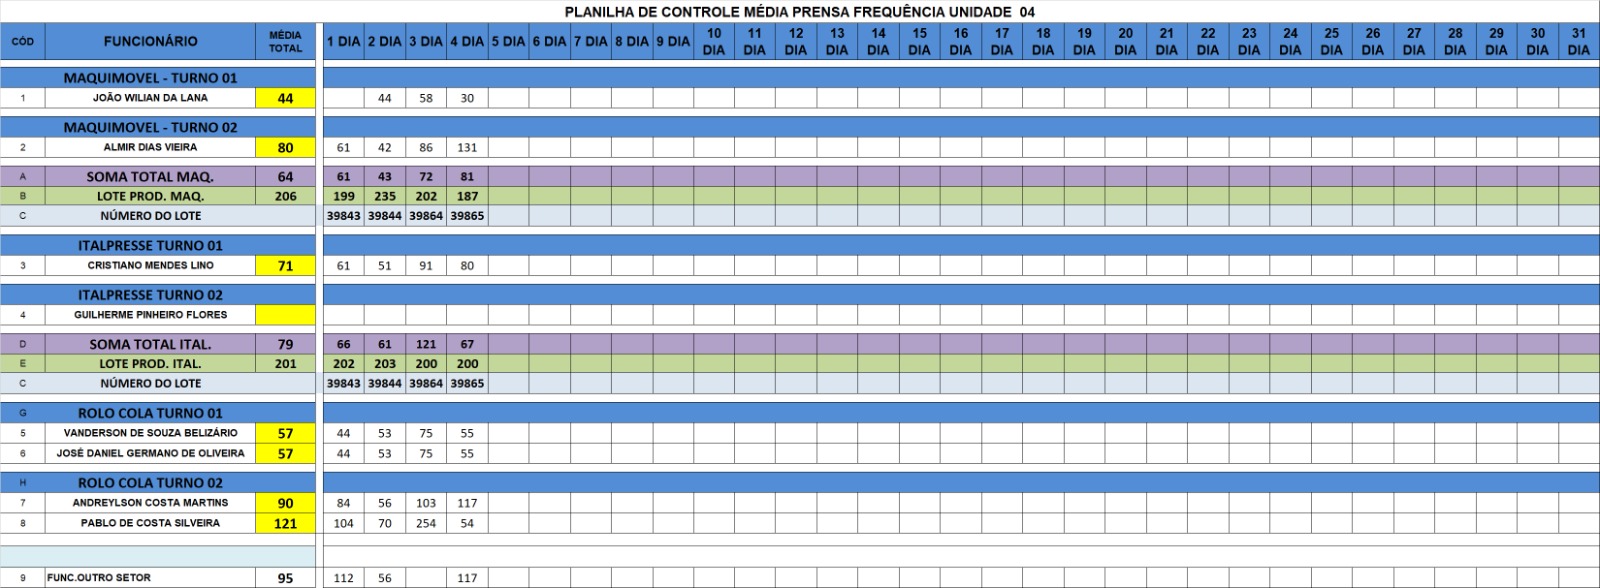 PLANILHA DE CONTROLE MÉDIA PRENSA FREQUÊNCIA UNIDADE 04
CÓD FUNCIONÁRIO MÉDIA TOTAL 1 DIA 2 DIA 3 DIA 4 DIA 5 DIA 6 DIA 7 DIA 8 DIA 9 DIA 10 DIA 11 DIA 12 DIA 13 DIA 14 DIA 15 DIA 16 DIA 17 DIA 18 DIA 19 DIA 20 DIA 21 DIA 22 DIA 23 DIA 24 DIA 25 DIA 26 DIA 27 DIA 28 DIA 29 DIA 30 DIA 31 DIA
MAQUIMOVEL - TURNO 01
1 JOÃO WILIAN DA LANA 44 44 58 30
MAQUIMOVEL - TURNO 02
2 ALMIR DIAS VIEIRA 80 61 42 86 131
A SOMA TOTAL MAQ. 64 61 43 72 81
B LOTE PROD. MAQ. 206 199 235 202 187
C NÚMERO DO LOTE 39843 39844 39864 39865
ITALPRESSE TURNO 01
3 CRISTIANO MENDES LINO 71 61 51 91 80
ITALPRESSE TURNO 02
4 GUILHERME PINHEIRO FLORES
D SOMA TOTAL ITAL. 79 66 61 121 67
E LOTE PROD. ITAL. 201 202 203 200 200
C NÚMERO DO LOTE 39843 39844 39864 39865
G ROLO COLA TURNO 01
5 VANDERSON DE SOUZA BELIZÁRIO 57 44 53 75 55
6 JOSÉ DANIEL GERMANO DE OLIVEIRA 57 44 53 75 55
H ROLO COLA TURNO 02
7 ANDREYLSON COSTA MARTINS 90 84 56 103 117
8 PABLO DE COSTA SILVEIRA 121 104 70 254 54
9 FUNC.OUTRO SETOR 95 112 56 117